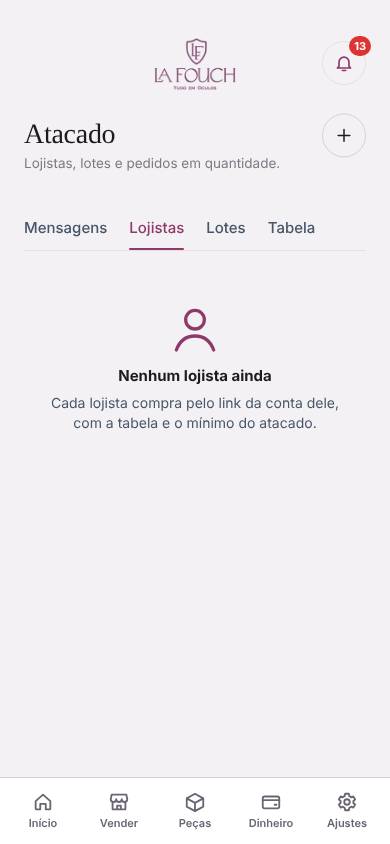 13
LF
LA FOUCH
Tudo em Óculos
Atacado
Lojistas, lotes e pedidos em quantidade.
Mensagens Lojistas Lotes Tabela
Nenhum lojista ainda
Cada lojista compra pelo link da conta dele,
com a tabela e o mínimo do atacado.
Início Vender Peças Dinheiro Ajustes